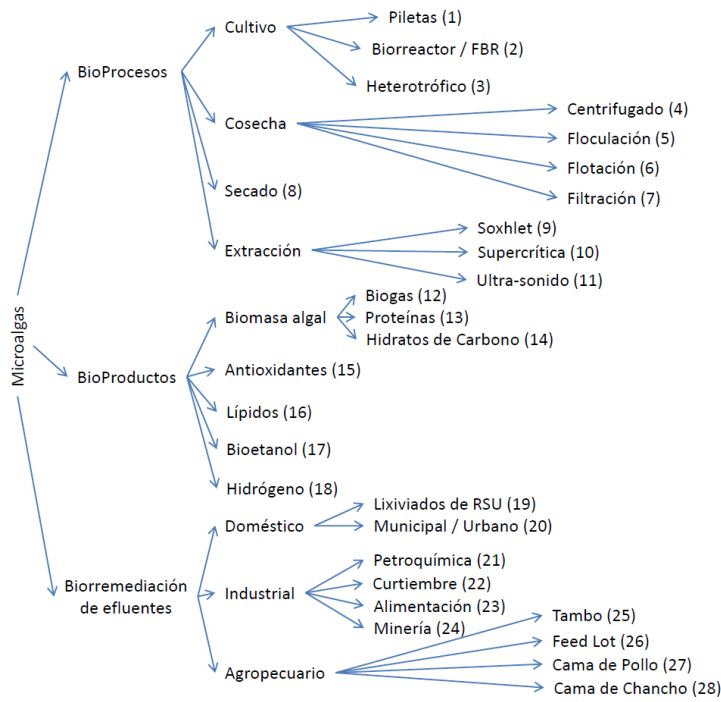 Microalgas
BioProcesos
Cultivo
Piletas (1)
Biorreactor / FBR (2)
Heterotrófico (3)
Cosecha
Centrifugado (4)
Floculación (5)
Flotación (6)
Filtración (7)
Secado (8)
Extracción
Soxhlet (9)
Supercrítica (10)
Ultra-sonido (11)
BioProductos
Biomasa algal
Biogas (12)
Proteínas (13)
Hidratos de Carbono (14)
Antioxidantes (15)
Lípidos (16)
Bioetanol (17)
Hidrógeno (18)
Biorremediación
de efluentes
Doméstico
Lixiviados de RSU (19)
Municipal / Urbano (20)
Industrial
Petroquímica (21)
Curtiembre (22)
Alimentación (23)
Minería (24)
Agropecuario
Tambo (25)
Feed Lot (26)
Cama de Pollo (27)
Cama de Chancho (28)